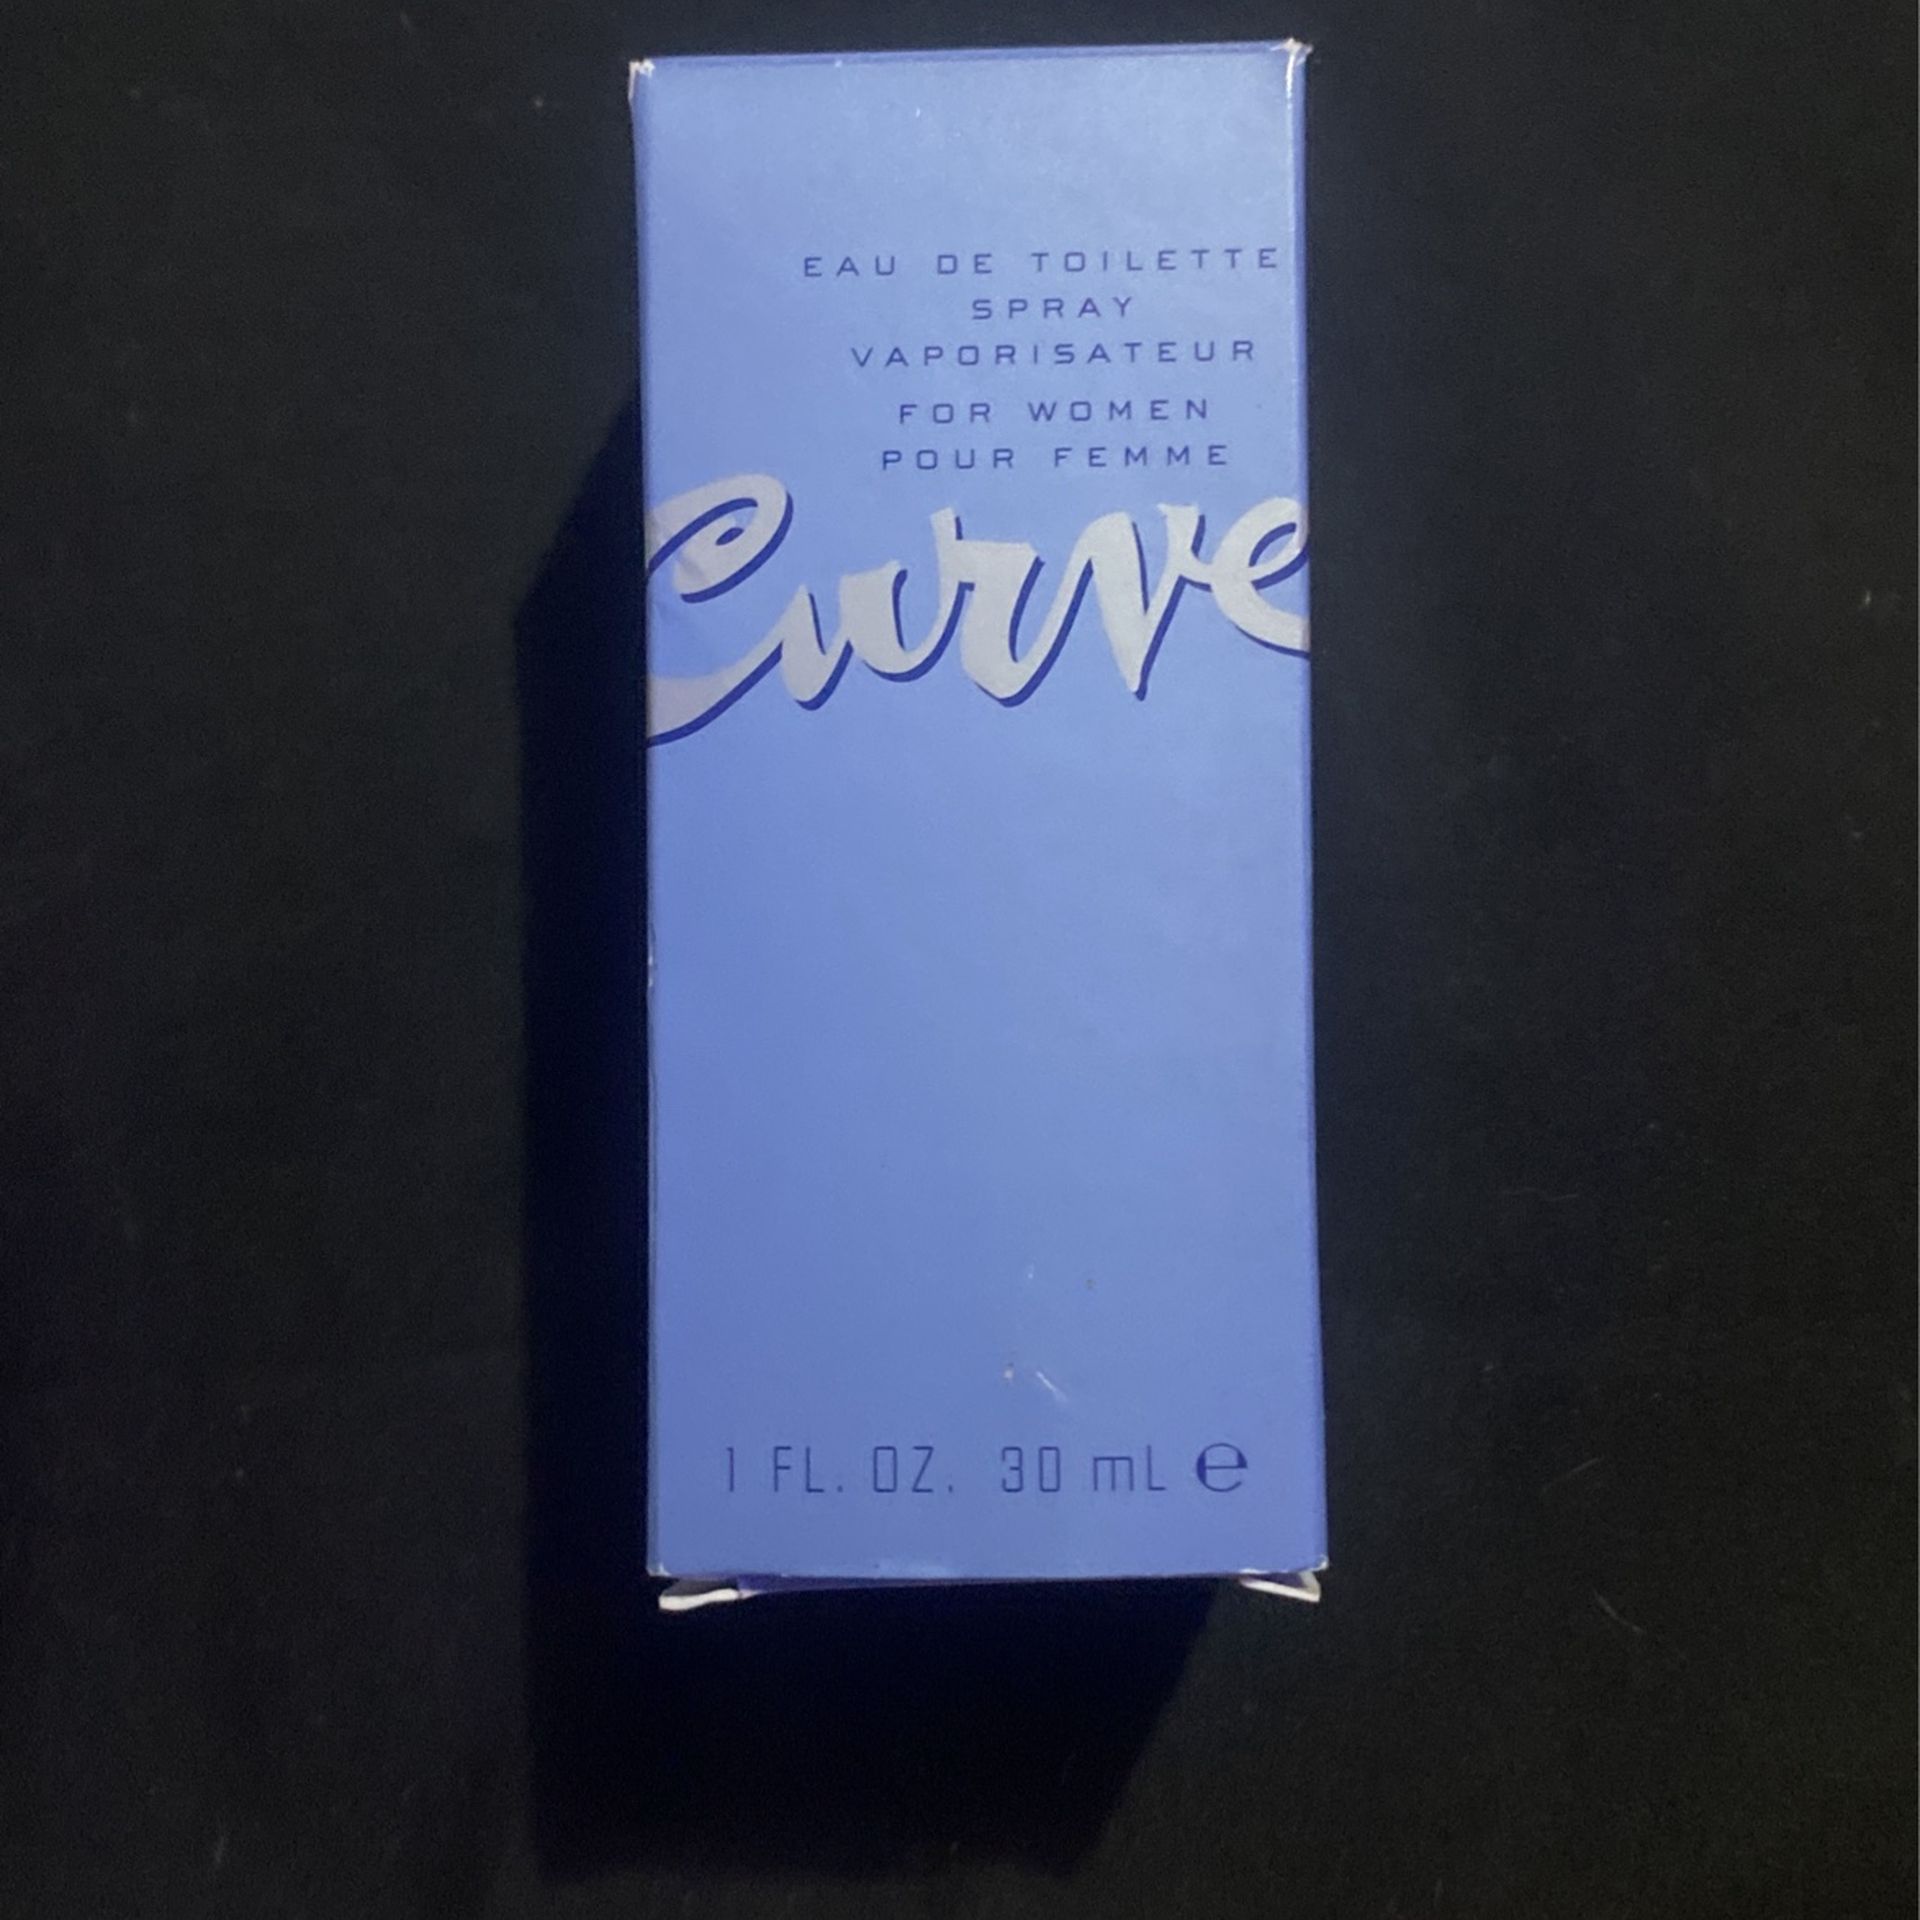 EAU DE TOILETTE
SPRAY
VAPORISATEUR
FOR WOMEN
POUR FEMME
Curve
1 FL. OZ. 30 mL ℮